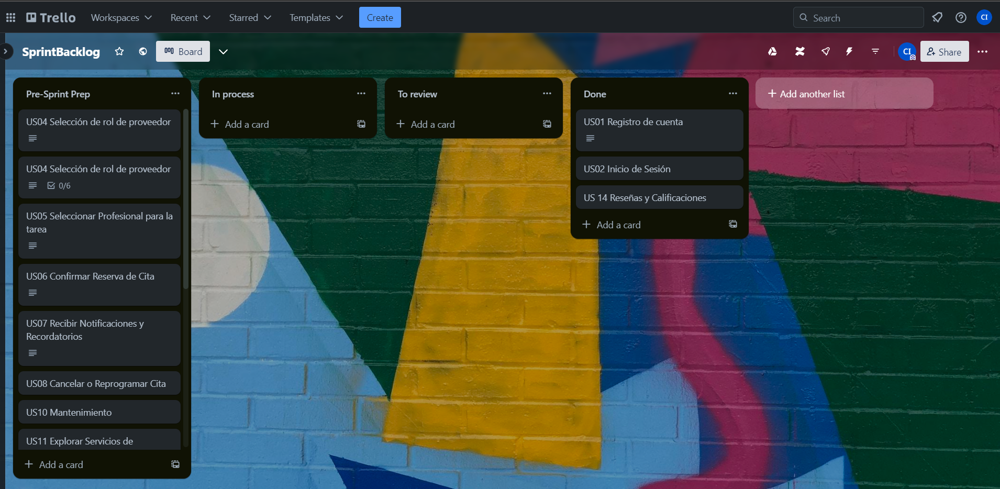 Trello
Workspaces
Recent
Starred
Templates
Create
Search
CI
SprintBacklog
Board
CI
Share
Pre-Sprint Prep
US04 Selección de rol de proveedor
US04 Selección de rol de proveedor
0/6
US05 Seleccionar Profesional para la
tarea
US06 Confirmar Reserva de Cita
US07 Recibir Notificaciones y
Recordatorios
US08 Cancelar o Reprogramar Cita
US10 Mantenimiento
US11 Explorar Servicios de
Add a card
In process
Add a card
To review
Add a card
Done
US01 Registro de cuenta
US02 Inicio de Sesión
US 14 Reseñas y Calificaciones
Add a card
Add another list